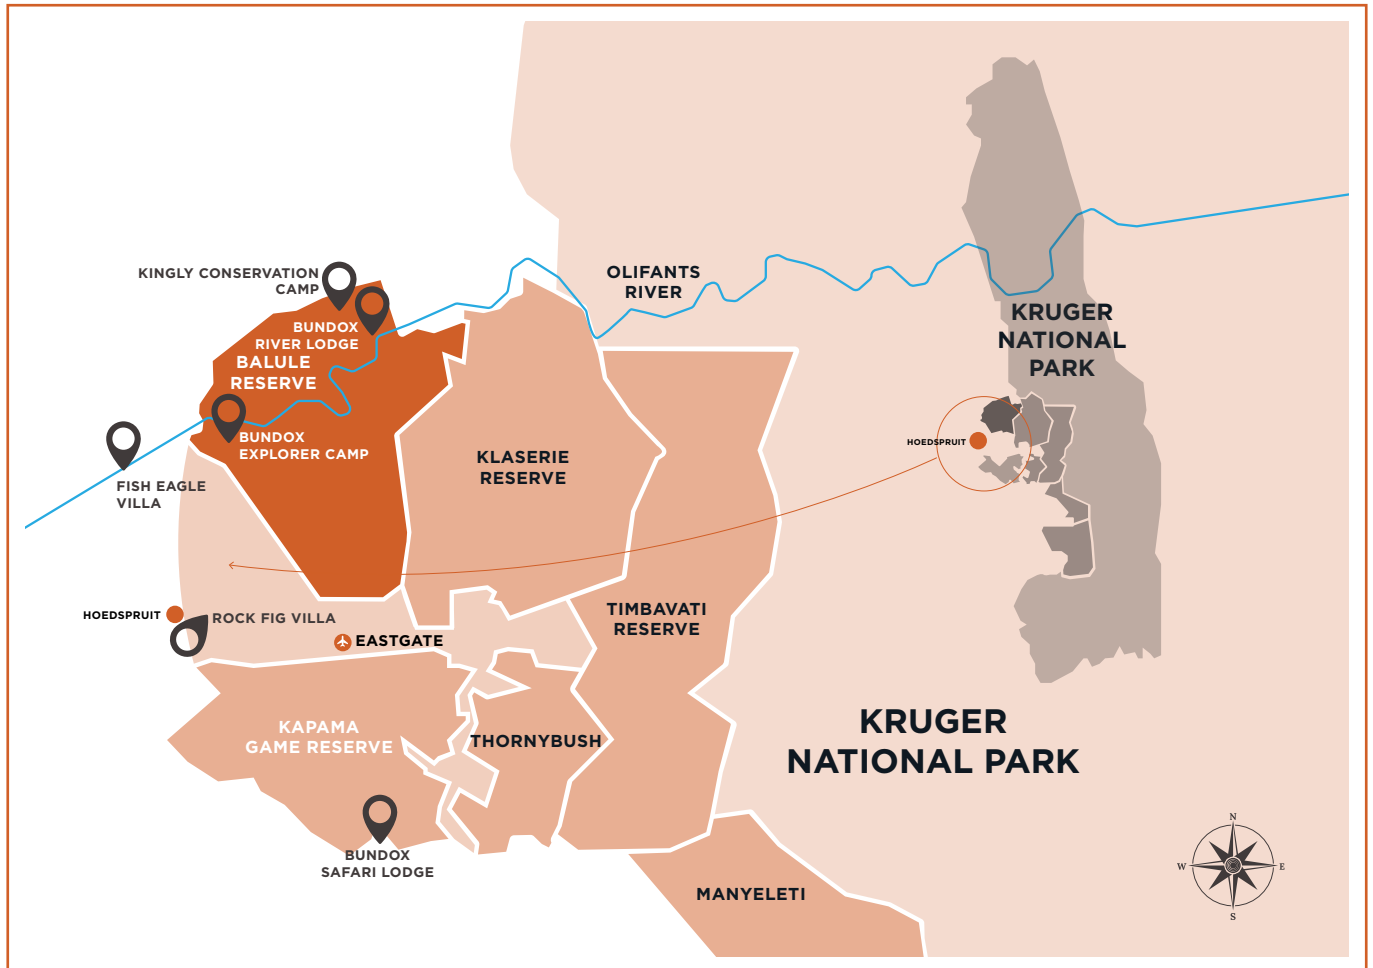 KINGLY CONSERVATION
CAMP
BUNDOX
RIVER LODGE
BALULE
RESERVE
BUNDOX
EXPLORER CAMP
FISH EAGLE
VILLA
OLIFANTS
RIVER
KRUGER
NATIONAL
PARK
HOEDSPRUIT
KLASERIE
RESERVE
TIMBAVATI
RESERVE
HOEDSPRUIT
ROCK FIG VILLA
EASTGATE
KAPAMA
GAME RESERVE
THORNYBUSH
KRUGER
NATIONAL PARK
BUNDOX
SAFARI LODGE
MANYELETI
N
W
E
S